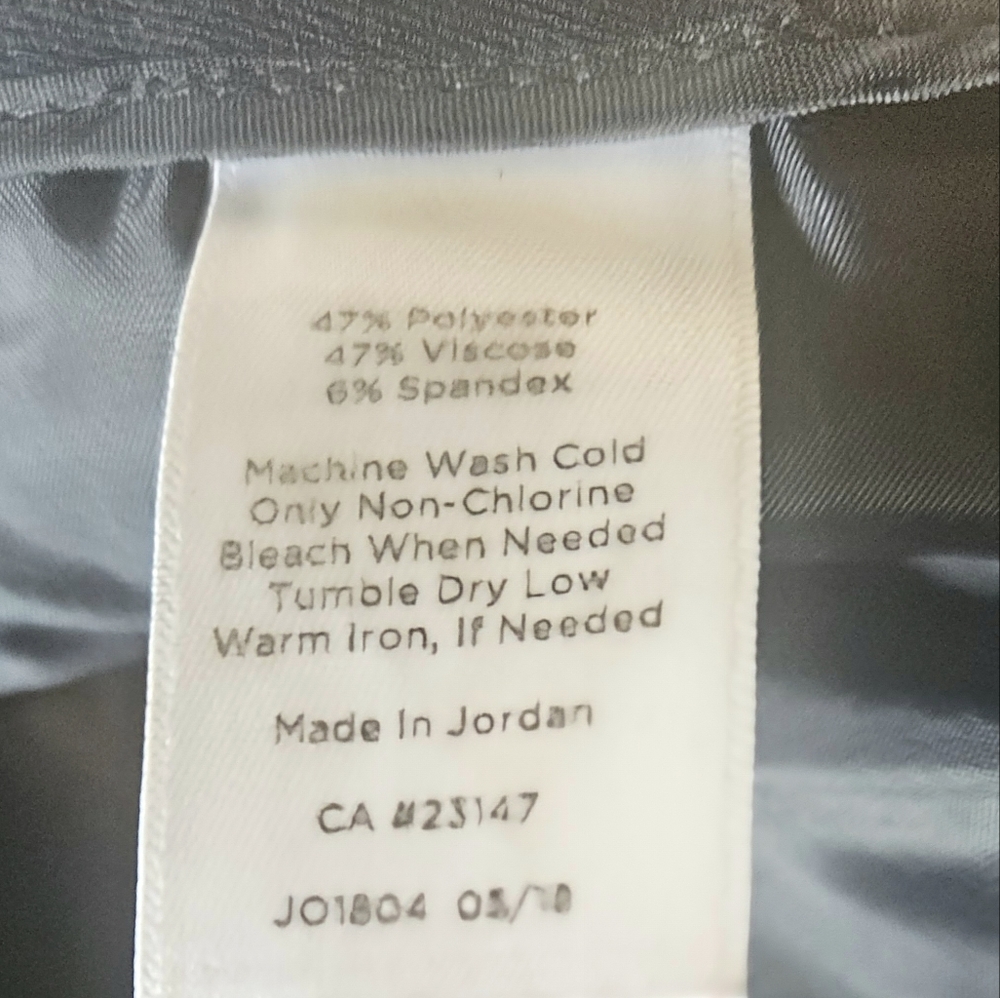 47% Polyester
47% Viscose
6% Spandex
Machine Wash Cold
Only Non-Chlorine
Bleach When Needed
Tumble Dry Low
Warm Iron, If Needed
Made In Jordan
CA #23147
JO1804